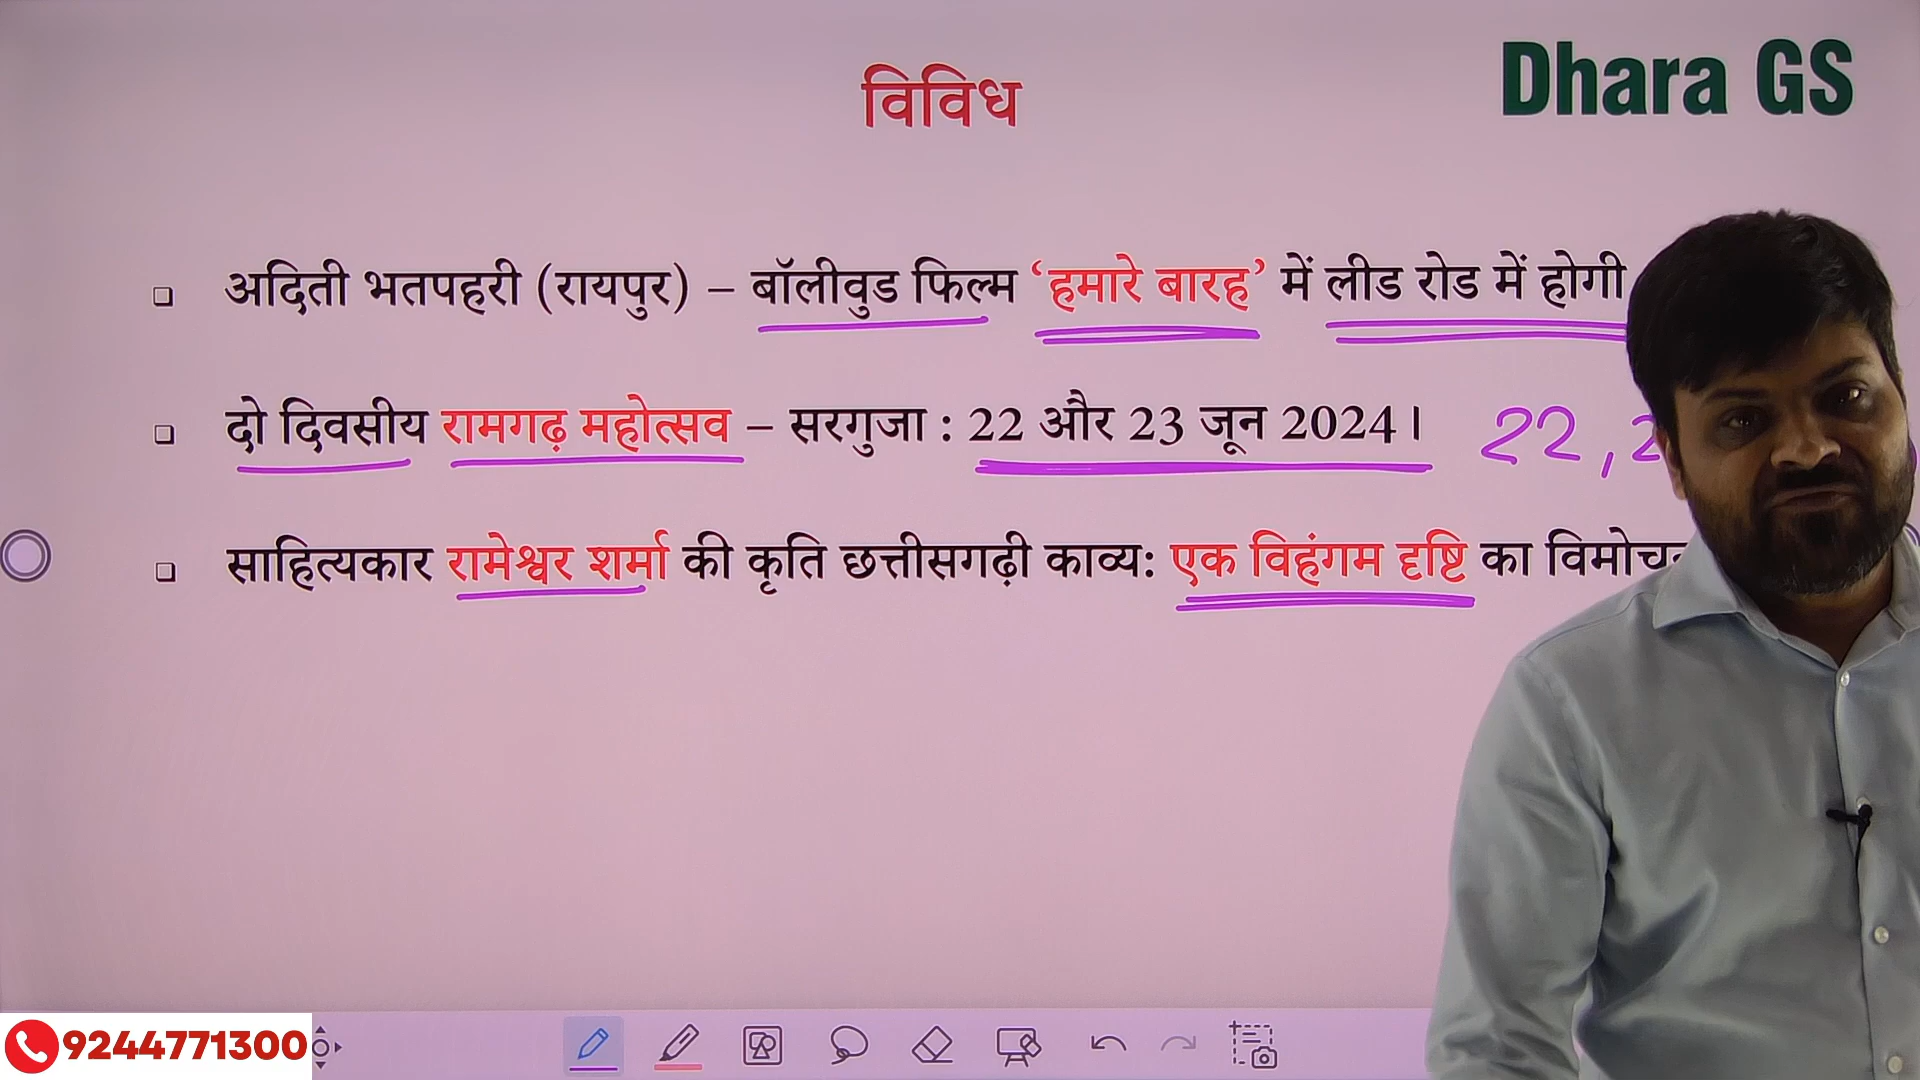 विविध
Dhara GS
अदिती भतपहरी (रायपुर) – बॉलीवुड फिल्म ‘हमारे बारह’ में लीड रोड में होगी
दो दिवसीय रामगढ़ महोत्सव – सरगुजा : 22 और 23 जून 2024। 22, 2
साहित्यकार रामेश्वर शर्मा की कृति छत्तीसगढ़ी काव्य: एक विहंगम दृष्टि का
9244771300